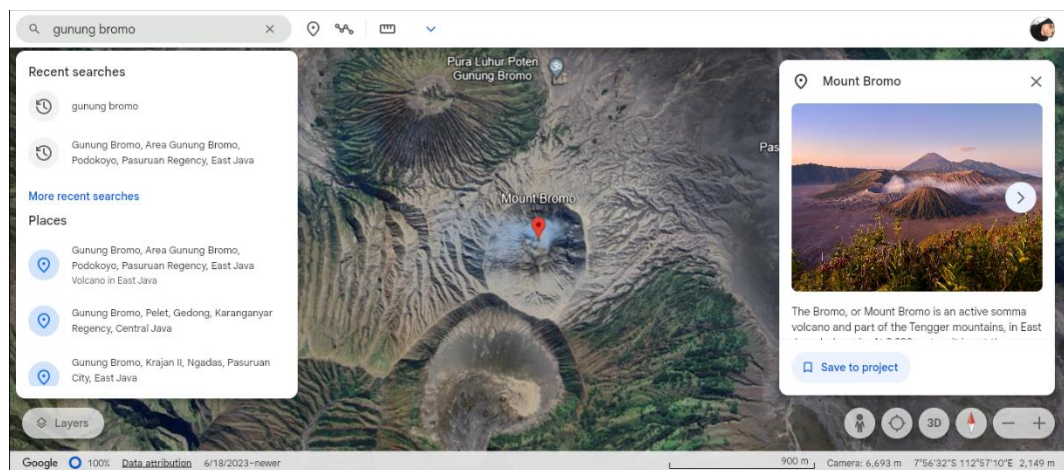 gunung bromo
Recent searches
gunung bromo
Gunung Bromo, Area Gunung Bromo,
Podokoyo, Pasuruan Regency, East Java
More recent searches
Places
Gunung Bromo, Area Gunung Bromo,
Podokoyo, Pasuruan Regency, East Java
Volcano in East Java
Gunung Bromo, Pelet, Gedong, Karanganyar
Regency, Central Java
Gunung Bromo, Krajan II, Ngadas, Pasuruan
City, East Java
Layers
Pura Luhur Poten
Gunung Bromo
Mount Bromo
Pas
Mount Bromo
The Bromo, or Mount Bromo is an active somma
volcano and part of the Tengger mountains, in East
Save to project
3D
Google 100% Data attribution 6/18/2023–newer
900 m Camera: 6,693 m 7°56'32"S 112°57'10"E 2,149 m